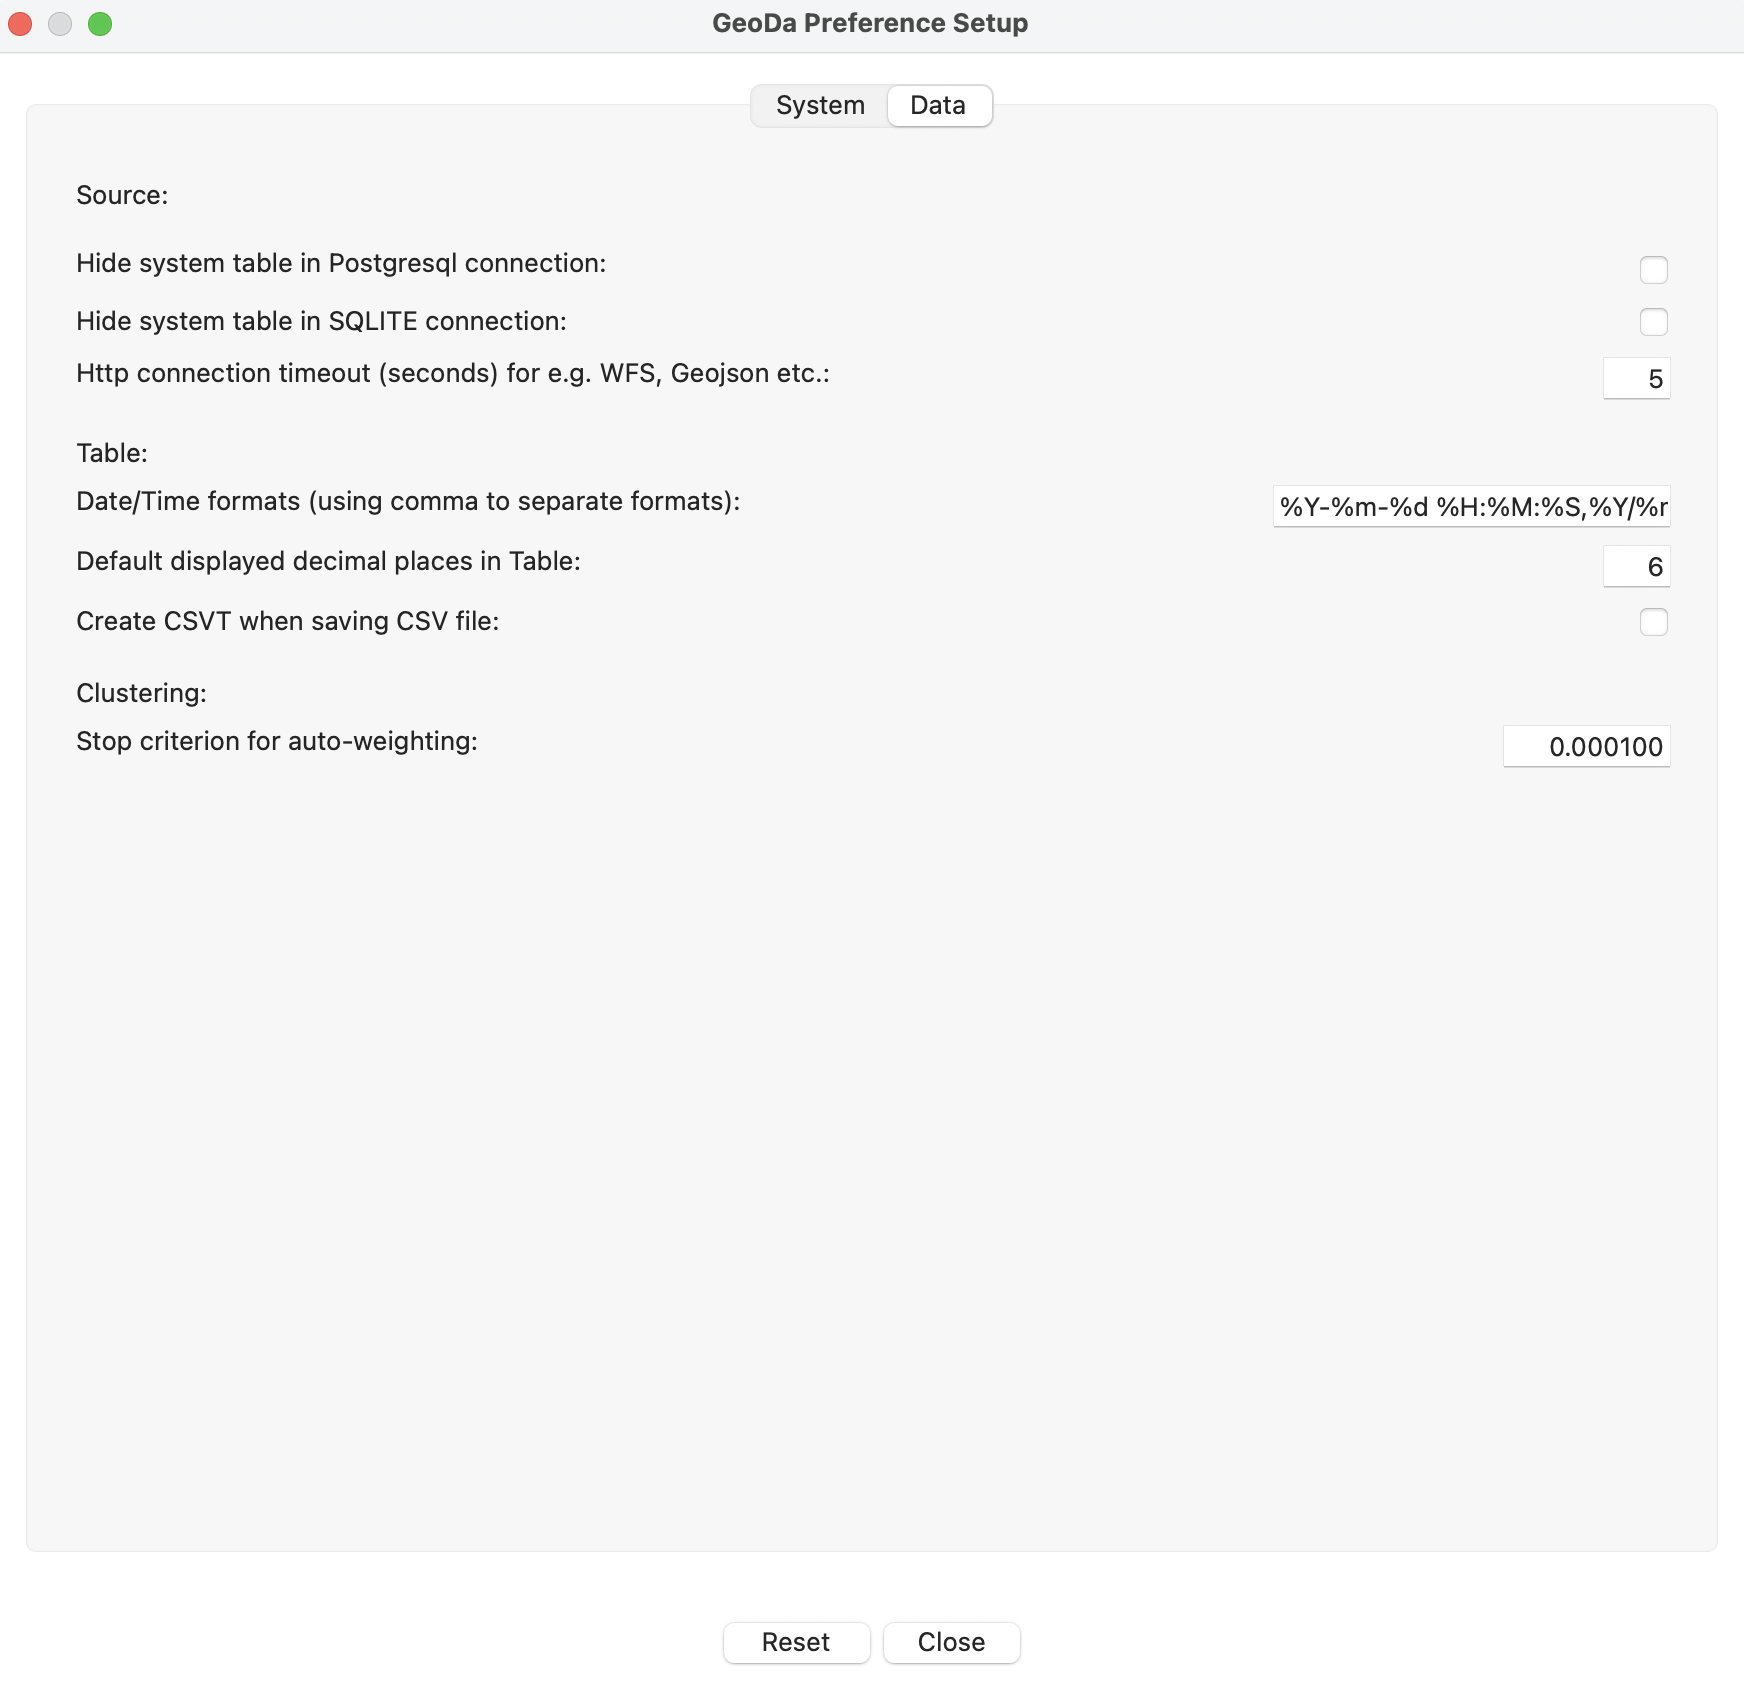 GeoDa Preference Setup
System Data
Source:
Hide system table in Postgresql connection:
Hide system table in SQLITE connection:
Http connection timeout (seconds) for e.g. WFS, Geojson etc.: 5
Table:
Date/Time formats (using comma to separate formats): %Y-%m-%d %H:%M:%S,%Y/%
Default displayed decimal places in Table: 6
Create CSVT when saving CSV file:
Clustering:
Stop criterion for auto-weighting: 0.000100
Reset Close